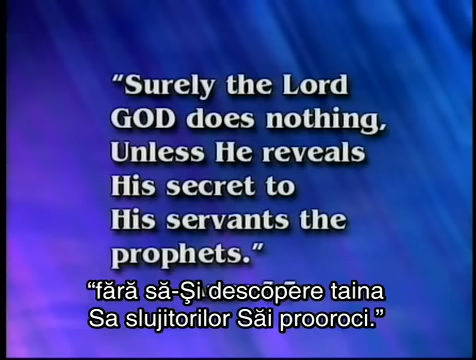 “Surely the Lord
GOD does nothing,
Unless He reveals
His secret to
His servants the
prophets.”
“fără să-Şi descopere taina
Sa slujitorilor Săi prooroci.”